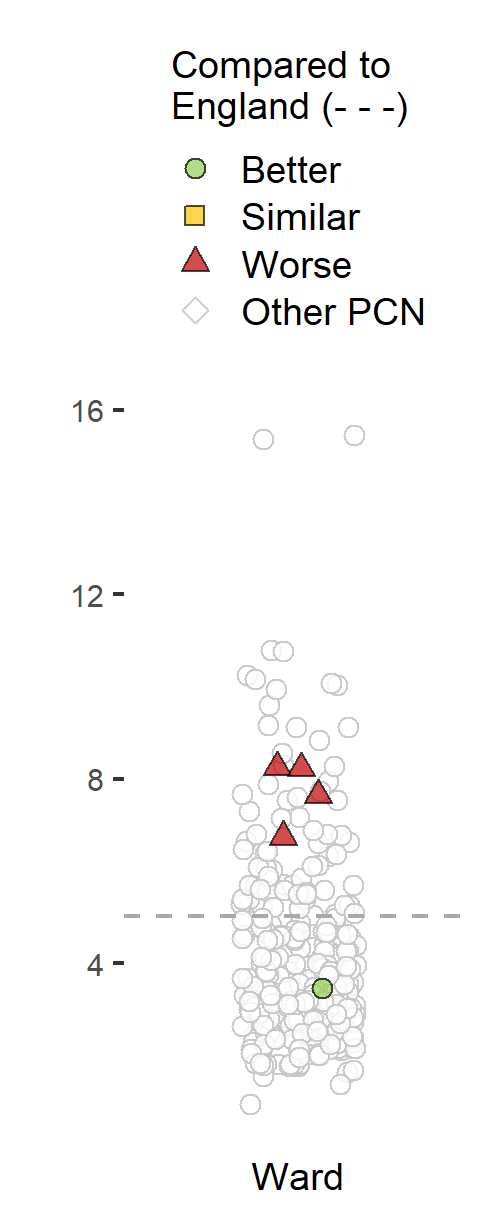 Compared to
England (- - -)
Better
Similar
Worse
Other PCN
16
12
8
4
Ward